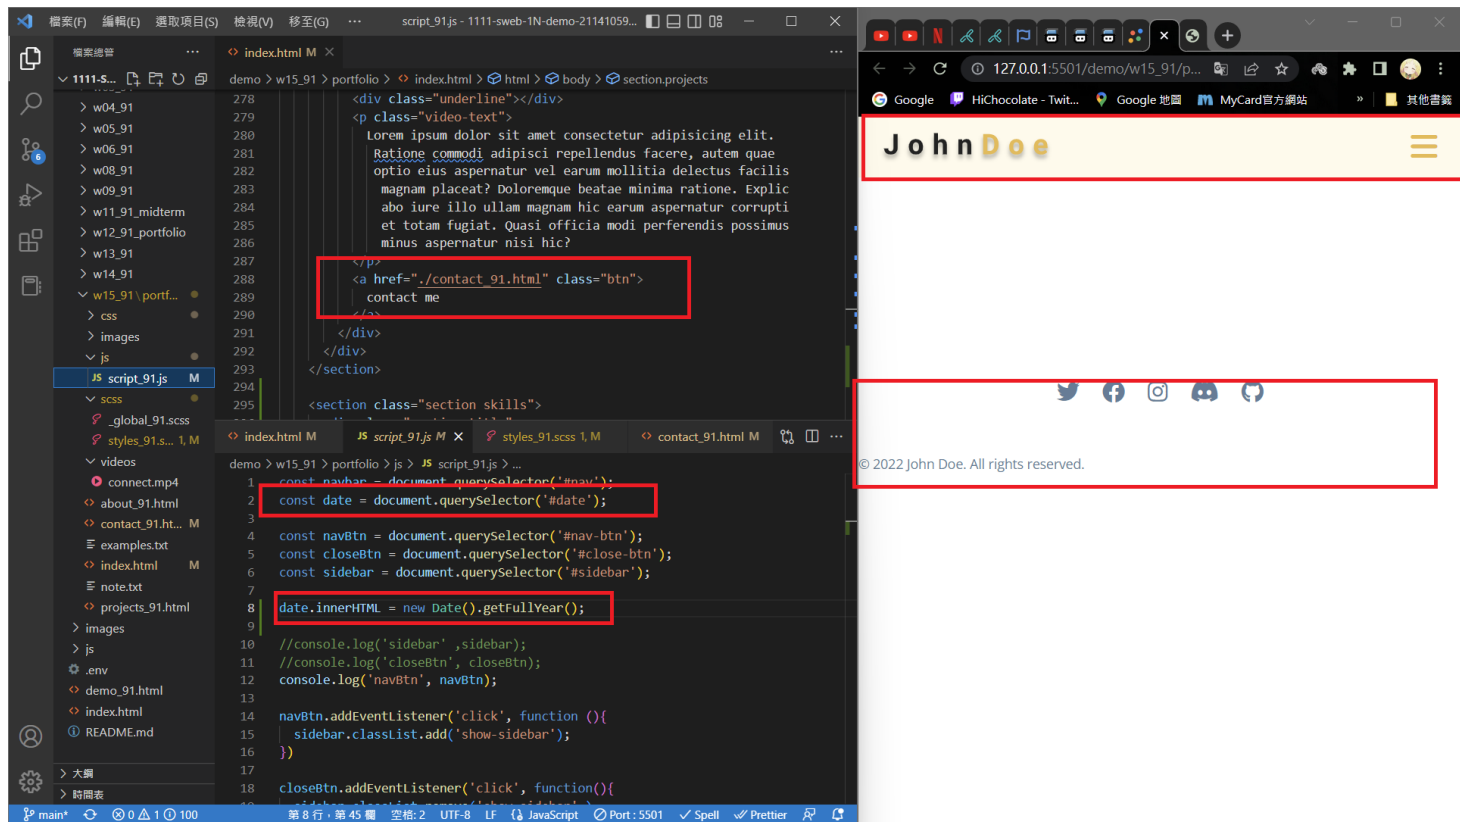 檔案(F) 編輯(E) 選取項目(S) 檢視(V) 移至(G) ··· script_91.js - 1111-sweb-1N-demo-21141059...
檔案總管 ···
1111-S...
w04_91
w05_91
w06_91
w08_91
w09_91
w11_91_midterm
w12_91_portfolio
w13_91
w14_91
w15_91\portf...
css
images
js
JS script_91.js M
scss
_global_91.scss
styles_91.s... 1, M
videos
connect.mp4
about_91.html
contact_91.ht... M
examples.txt
index.html M
note.txt
projects_91.html
images
js
.env
demo_91.html
index.html
README.md
大綱
時間表
6
index.html M
demo > w15_91 > portfolio > index.html > html > body > section.projects
278 <div class="underline"></div>
279 <p class="video-text">
280 Lorem ipsum dolor sit amet consectetur adipisicing elit.
281 Ratione commodi adipisci repellendus facere, autem quae
282 optio eius aspernatur vel earum mollitia delectus facilis
283 magnam placeat? Doloremque beatae minima ratione. Explic
284 abo iure illo ullam magnam hic earum aspernatur corrupti
285 et totam fugiat. Quasi officia modi perferendis possimus
286 minus aspernatur nisi hic?
287 </p>
288 <a href="./contact_91.html" class="btn">
289 contact me
290 </a>
291 </div>
292 </div>
293 </section>
294
295 <section class="section skills">
index.html M JS script_91.js M styles_91.scss 1, M contact_91.html M ···
demo > w15_91 > portfolio > js > JS script_91.js > ...
1 const navbar = document.querySelector('#nav');
2 const date = document.querySelector('#date');
3
4 const navBtn = document.querySelector('#nav-btn');
5 const closeBtn = document.querySelector('#close-btn');
6 const sidebar = document.querySelector('#sidebar');
7
8 date.innerHTML = new Date().getFullYear();
9
10 //console.log('sidebar' ,sidebar);
11 //console.log('closeBtn', closeBtn);
12 console.log('navBtn', navBtn);
13
14 navBtn.addEventListener('click', function (){
15 sidebar.classList.add('show-sidebar');
16 })
17
18 closeBtn.addEventListener('click', function(){
main* 0 1 100 第 8 行，第 45 欄 空格: 2 UTF-8 LF {} JavaScript Port : 5501 Spell Prettier
127.0.0.1:5501/demo/w15_91/p...
Google HiChocolate - Twit... Google 地圖 MyCard官方網站 » 其他書籤
JohnDoe
© 2022 John Doe. All rights reserved.